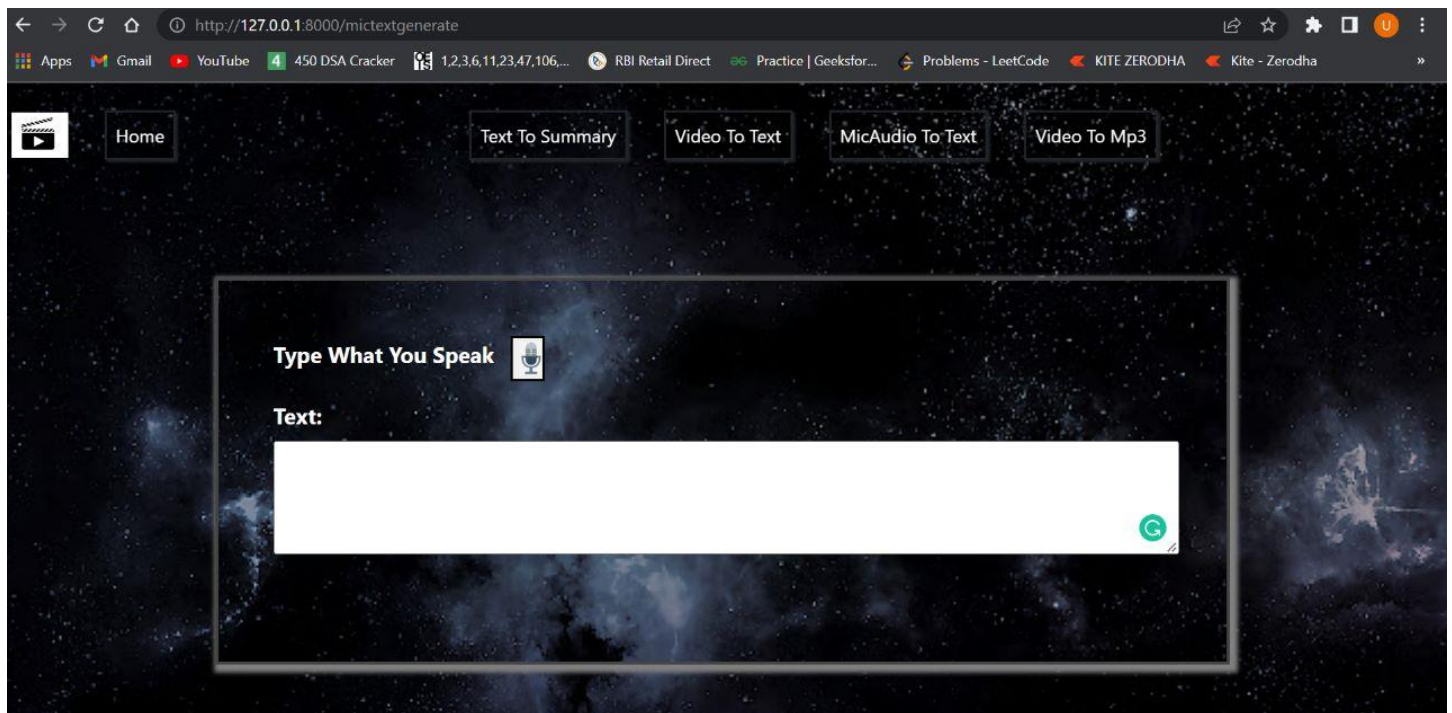 http://127.0.0.1:8000/mictextgenerate
U
Apps Gmail YouTube 4 450 DSA Cracker 1,2,3,6,11,23,47,106,... RBI Retail Direct Practice | Geeksfor... Problems - LeetCode KITE ZERODHA Kite - Zerodha »
Home Text To Summary Video To Text MicAudio To Text Video To Mp3
Type What You Speak
Text: